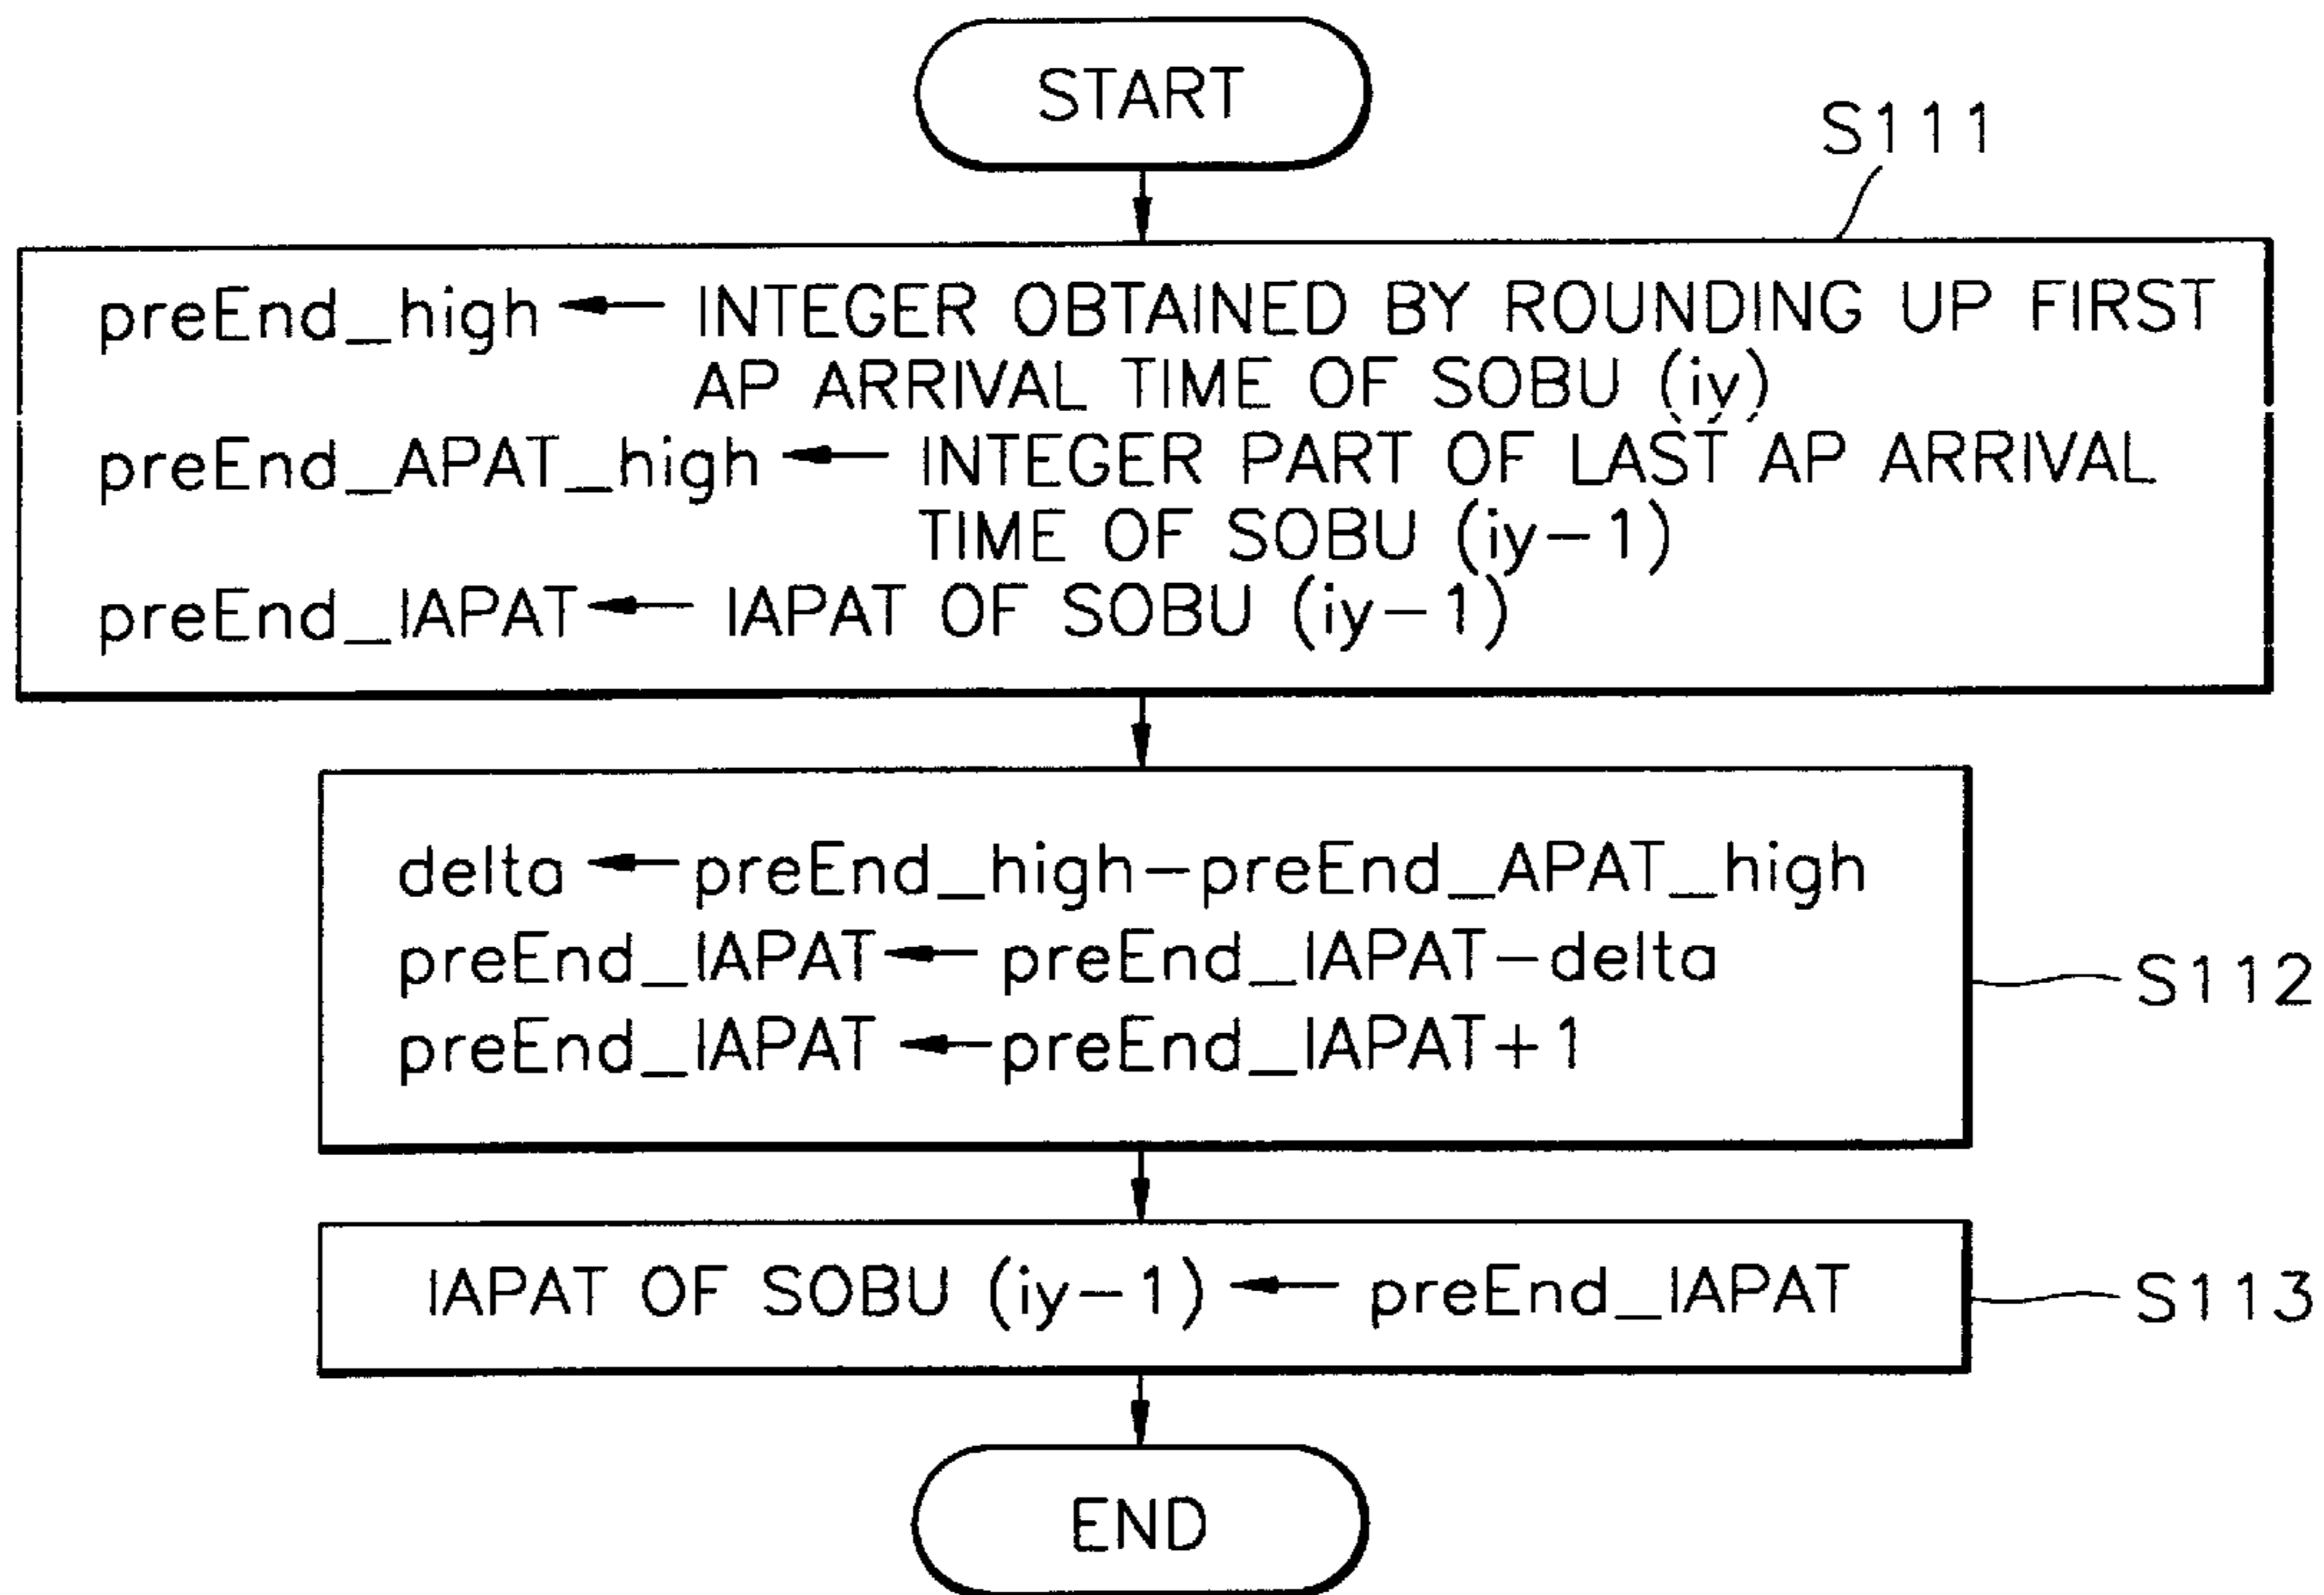 START
S111
preEnd_high ← INTEGER OBTAINED BY ROUNDING UP FIRST
AP ARRIVAL TIME OF SOBU (iy)
preEnd_APAT_high ← INTEGER PART OF LAST AP ARRIVAL
TIME OF SOBU (iy-1)
preEnd_IAPAT ← IAPAT OF SOBU (iy-1)
delta ← preEnd_high-preEnd_APAT_high
preEnd_IAPAT ← preEnd_IAPAT-delta
S112
preEnd_IAPAT ← preEnd_IAPAT+1
IAPAT OF SOBU (iy-1) ← preEnd_IAPAT
S113
END